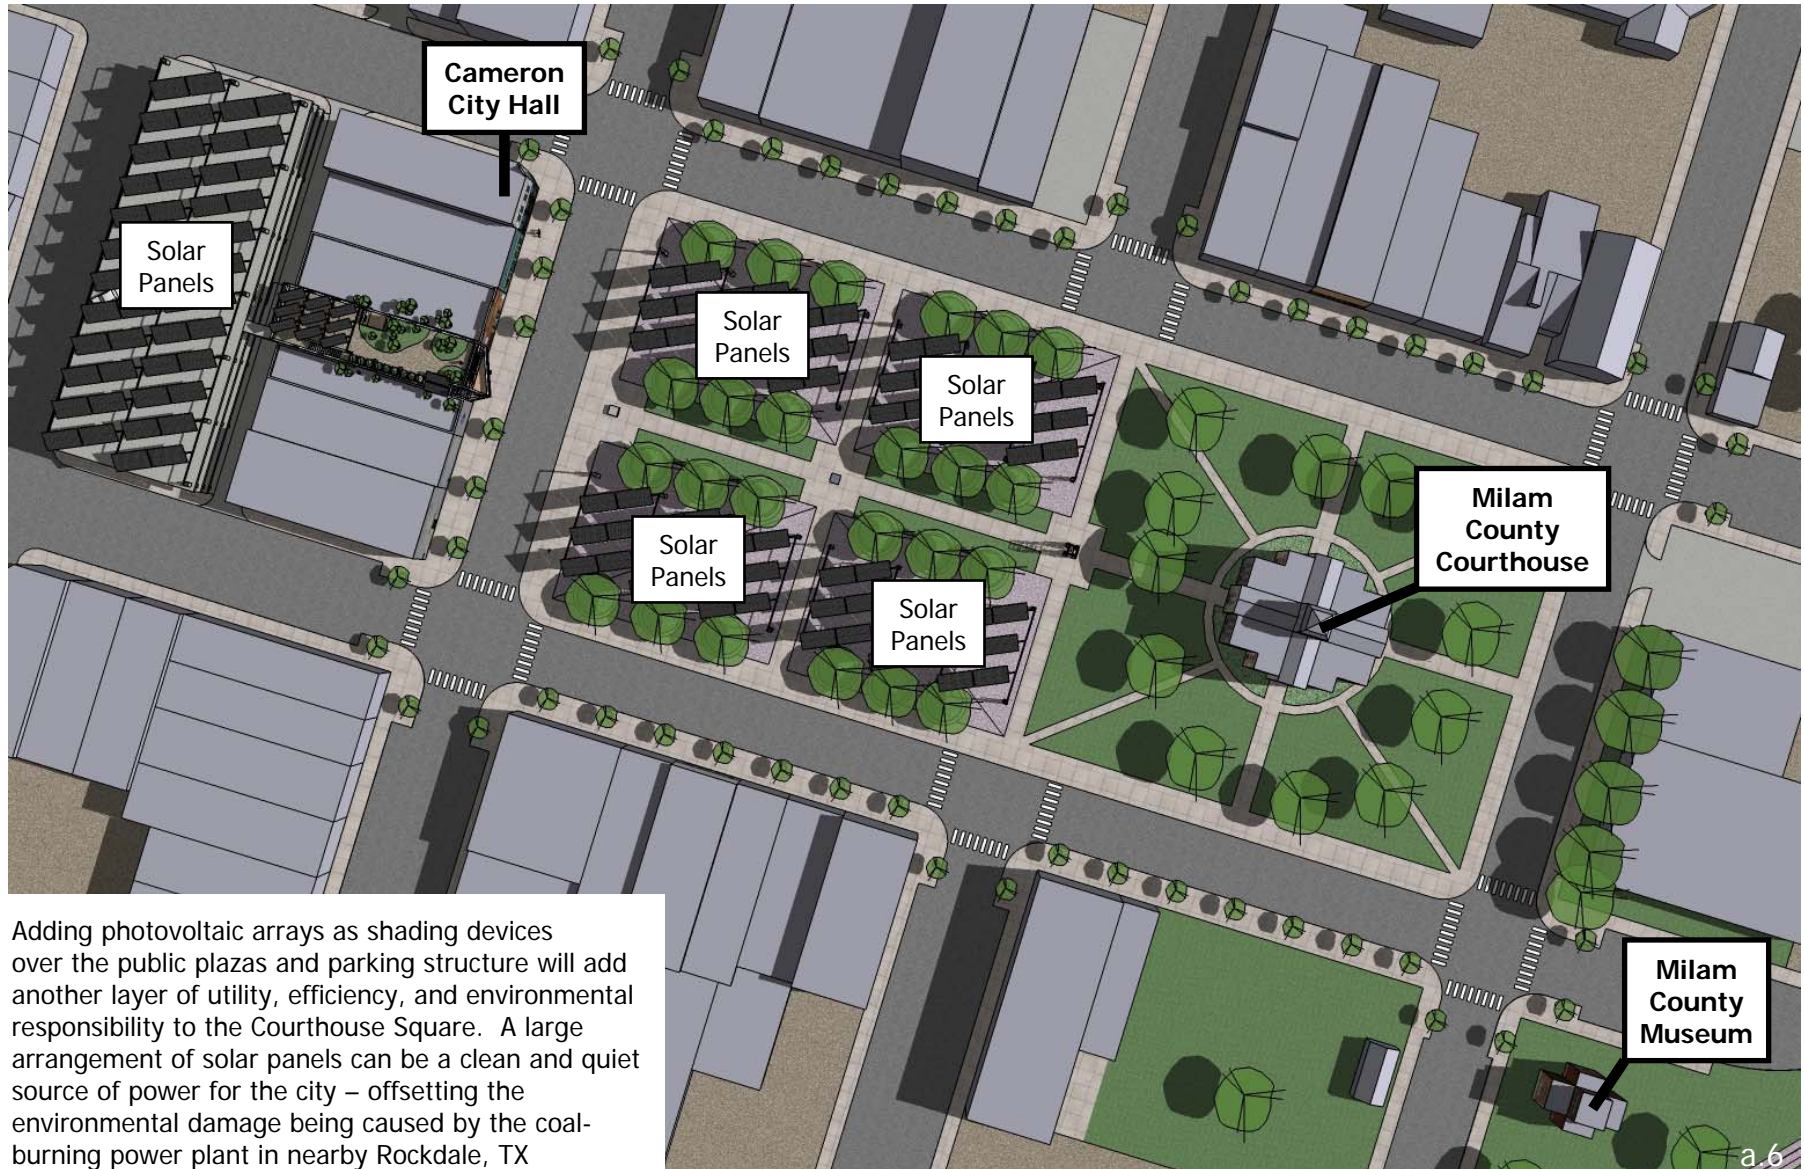 Cameron
City Hall
Solar
Panels
Solar
Panels
Solar
Panels
Solar
Panels
Solar
Panels
Milam
County
Courthouse
Milam
County
Museum
Adding photovoltaic arrays as shading devices
over the public plazas and parking structure will add
another layer of utility, efficiency, and environmental
responsibility to the Courthouse Square.  A large
arrangement of solar panels can be a clean and quiet
source of power for the city – offsetting the
environmental damage being caused by the coal-
burning power plant in nearby Rockdale, TX
a.6